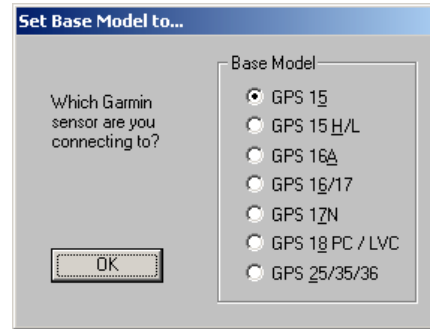 Set Base Model to...
Which Garmin
sensor are you
connecting to?
OK
Base Model
GPS 15
GPS 15 H/L
GPS 16A
GPS 16/17
GPS 17N
GPS 18 PC / LVC
GPS 25/35/36